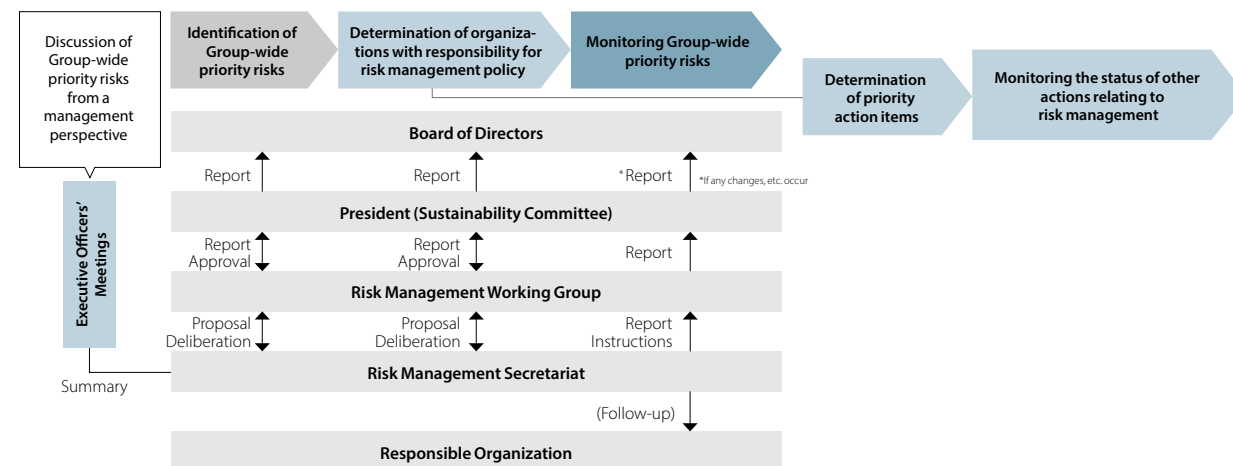 Discussion of
Group-wide
priority risks
from a
management
perspective
Identification of
Group-wide
priority risks
Determination of organiza-
tions with responsibility for
risk management policy
Monitoring Group-wide
priority risks
Determination
of priority
action items
Monitoring the status of other
actions relating to
risk management
Board of Directors
Report
Report
*Report
*If any changes, etc. occur
President (Sustainability Committee)
Executive Officers'
Meetings
Report
Approval
Report
Approval
Report
Risk Management Working Group
Proposal
Deliberation
Proposal
Deliberation
Report
Instructions
Risk Management Secretariat
Summary
(Follow-up)
Responsible Organization